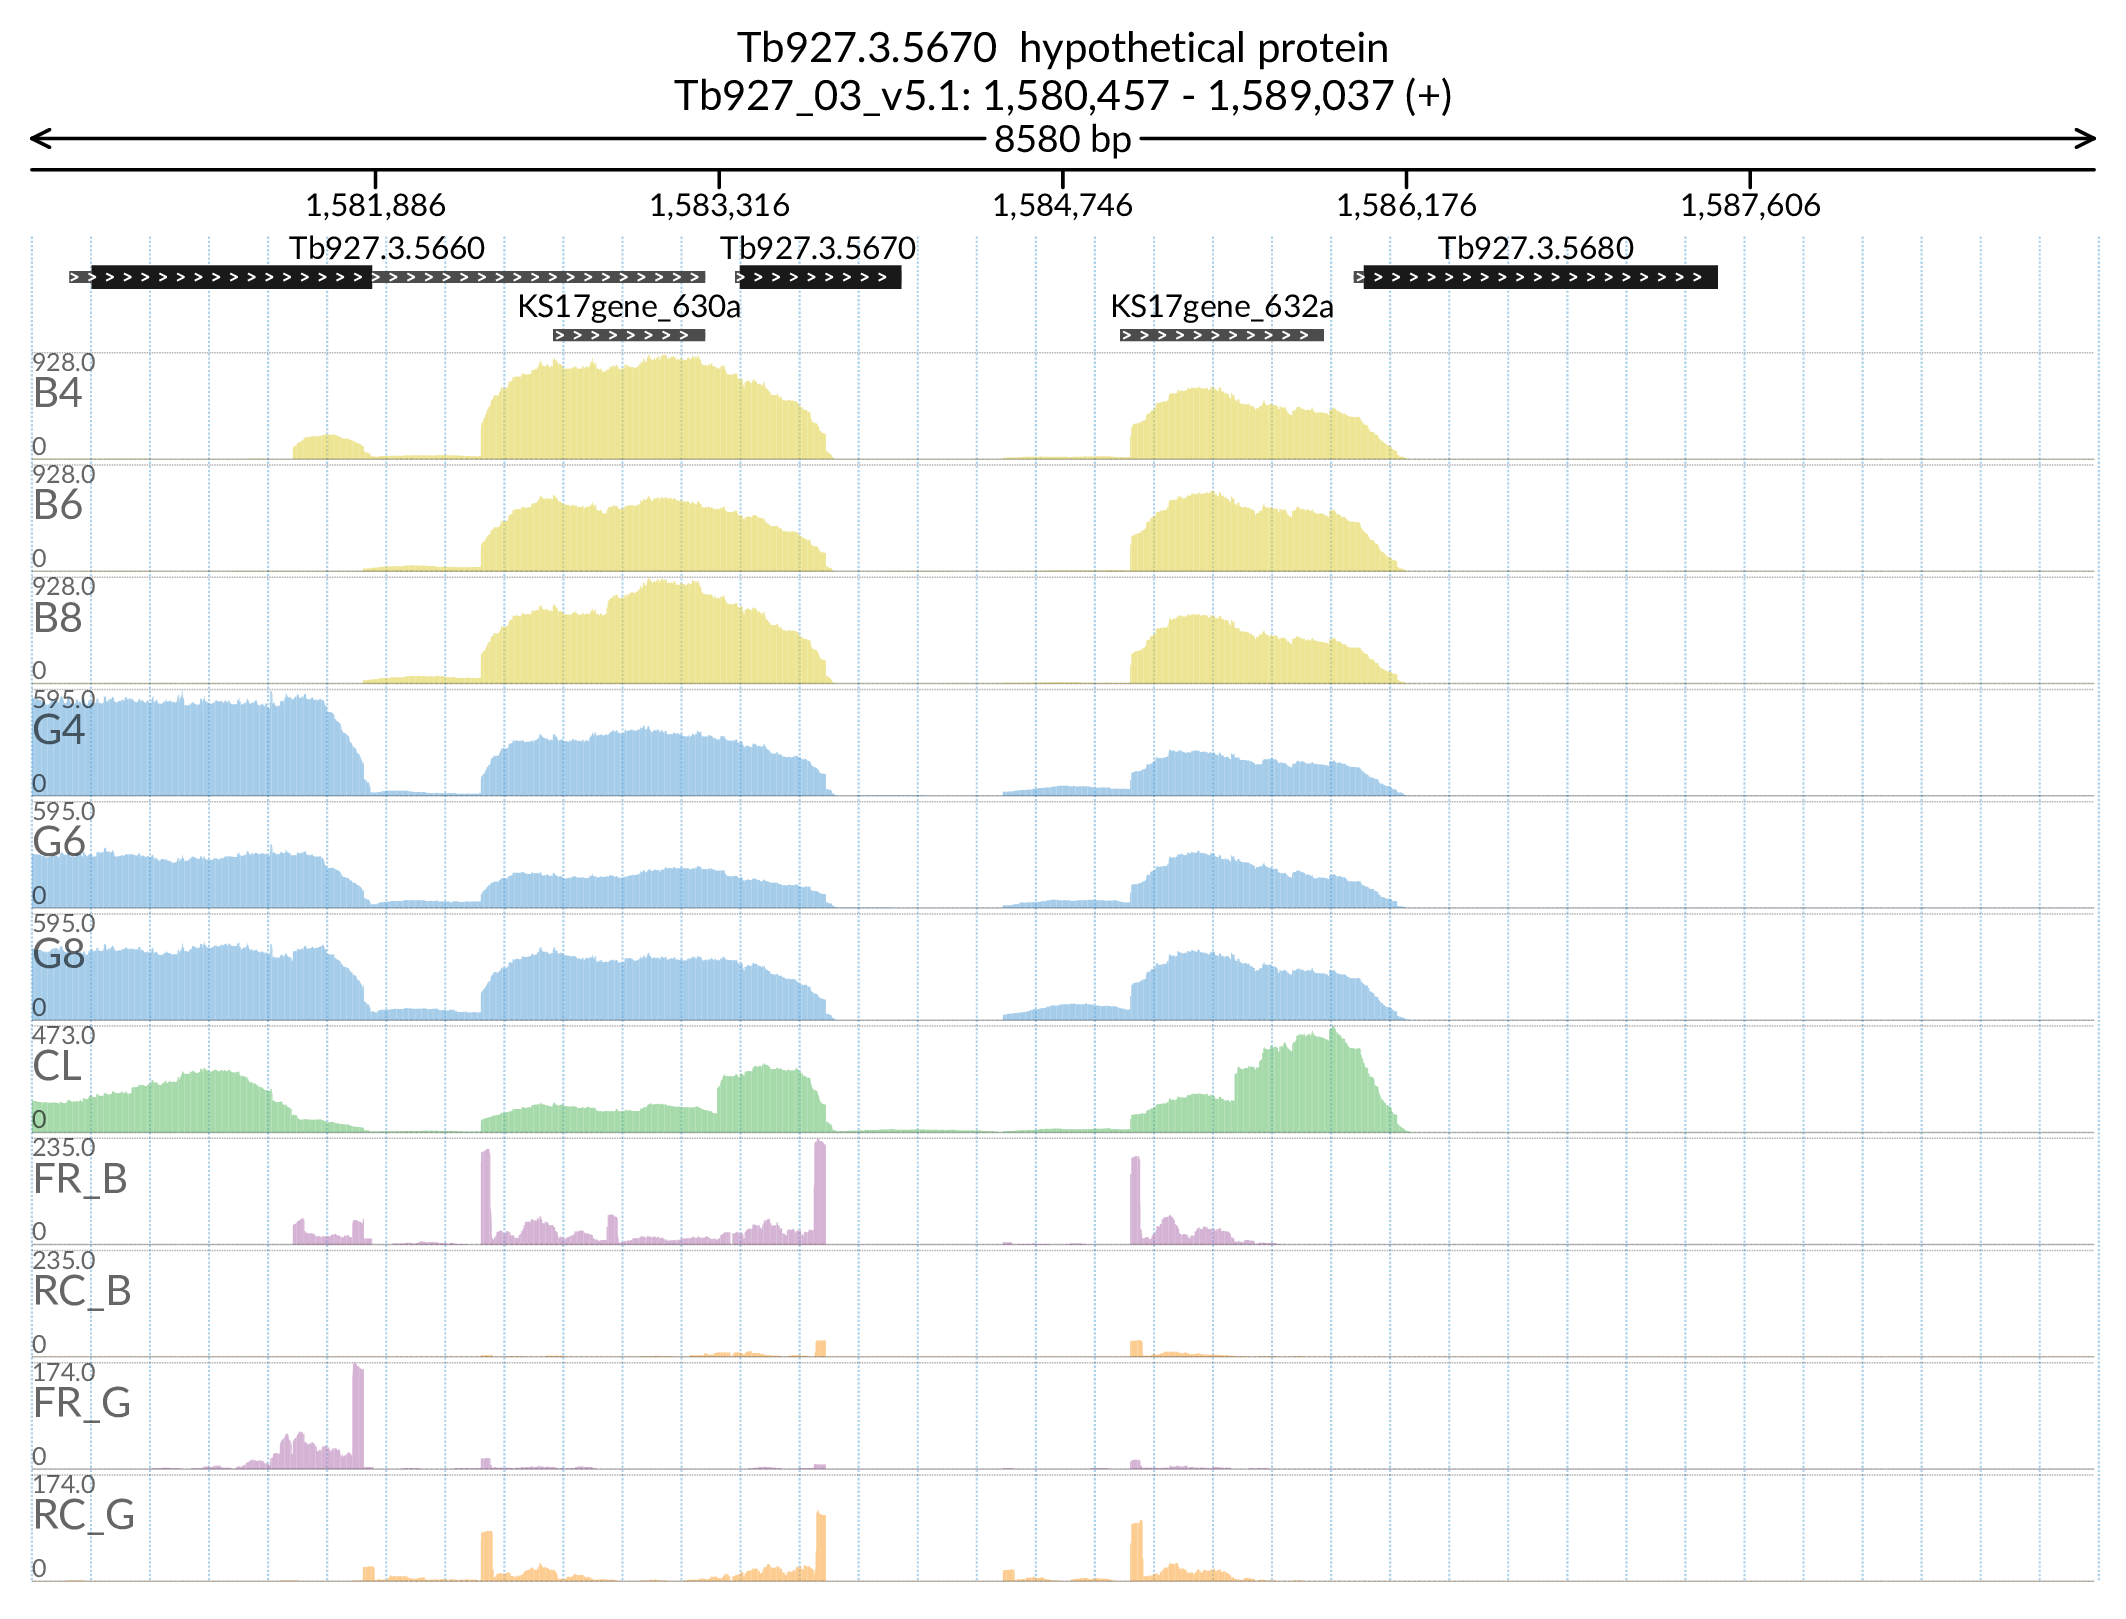 Tb927.3.5670  hypothetical protein
Tb927_03_v5.1: 1,580,457 - 1,589,037 (+)
8580 bp
1,581,886 1,583,316 1,584,746 1,586,176 1,587,606
Tb927.3.5660 Tb927.3.5670 Tb927.3.5680
KS17gene_630a KS17gene_632a
928.0
B4
0
928.0
B6
0
928.0
B8
0
595.0
G4
0
595.0
G6
0
595.0
G8
0
473.0
CL
0
235.0
FR_B
0
235.0
RC_B
0
174.0
FR_G
0
174.0
RC_G
0